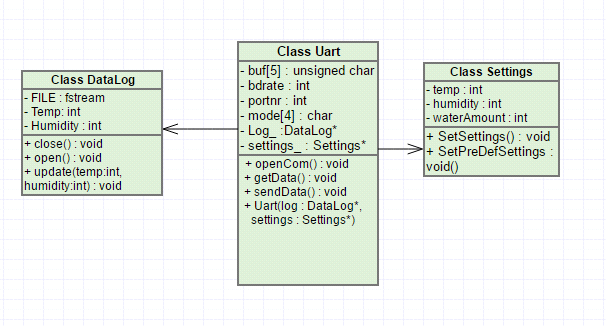 Class DataLog
- FILE : fstream
- Temp: int
- Humidity : int
+ close() : void
+ open() : void
+ update(temp:int,
humidity:int) : void
Class Uart
- buf[5] : unsigned char
- bdrate : int
- portnr : int
- mode[4] : char
- Log_ :DataLog*
- settings_ : Settings*
+ openCom() : void
+ getData() : void
+ sendData() : void
+ Uart(log : DataLog*,
settings : Settings*)
Class Settings
- temp : int
- humidity : int
- waterAmount : int
+ SetSettings() : void
+ SetPreDefSettings :
void()